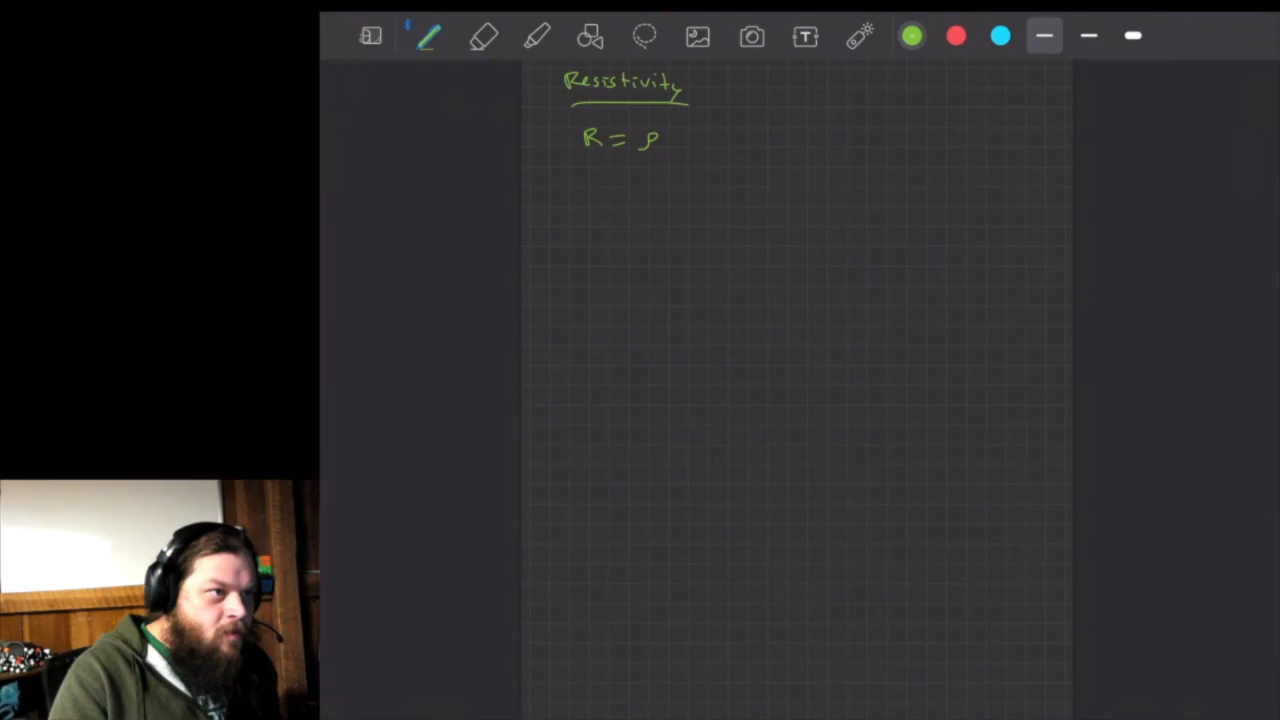 Resistivity
R = ρ